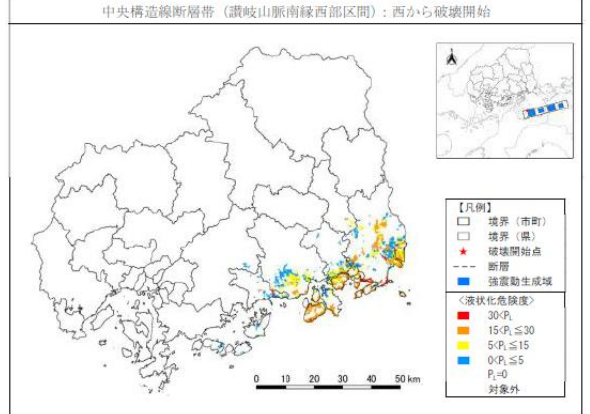 中央構造線断層帯（讃岐山脈南縁西部区間）：西から破壊開始
【凡例】
境界（市町）
境界（県）
破壊開始点
断層
強震動生成域
＜液状化危険度＞
30<PL
15<PL≦30
5<PL≦15
0<PL≦5
PL=0
対象外
0 10 20 30 40 50 km